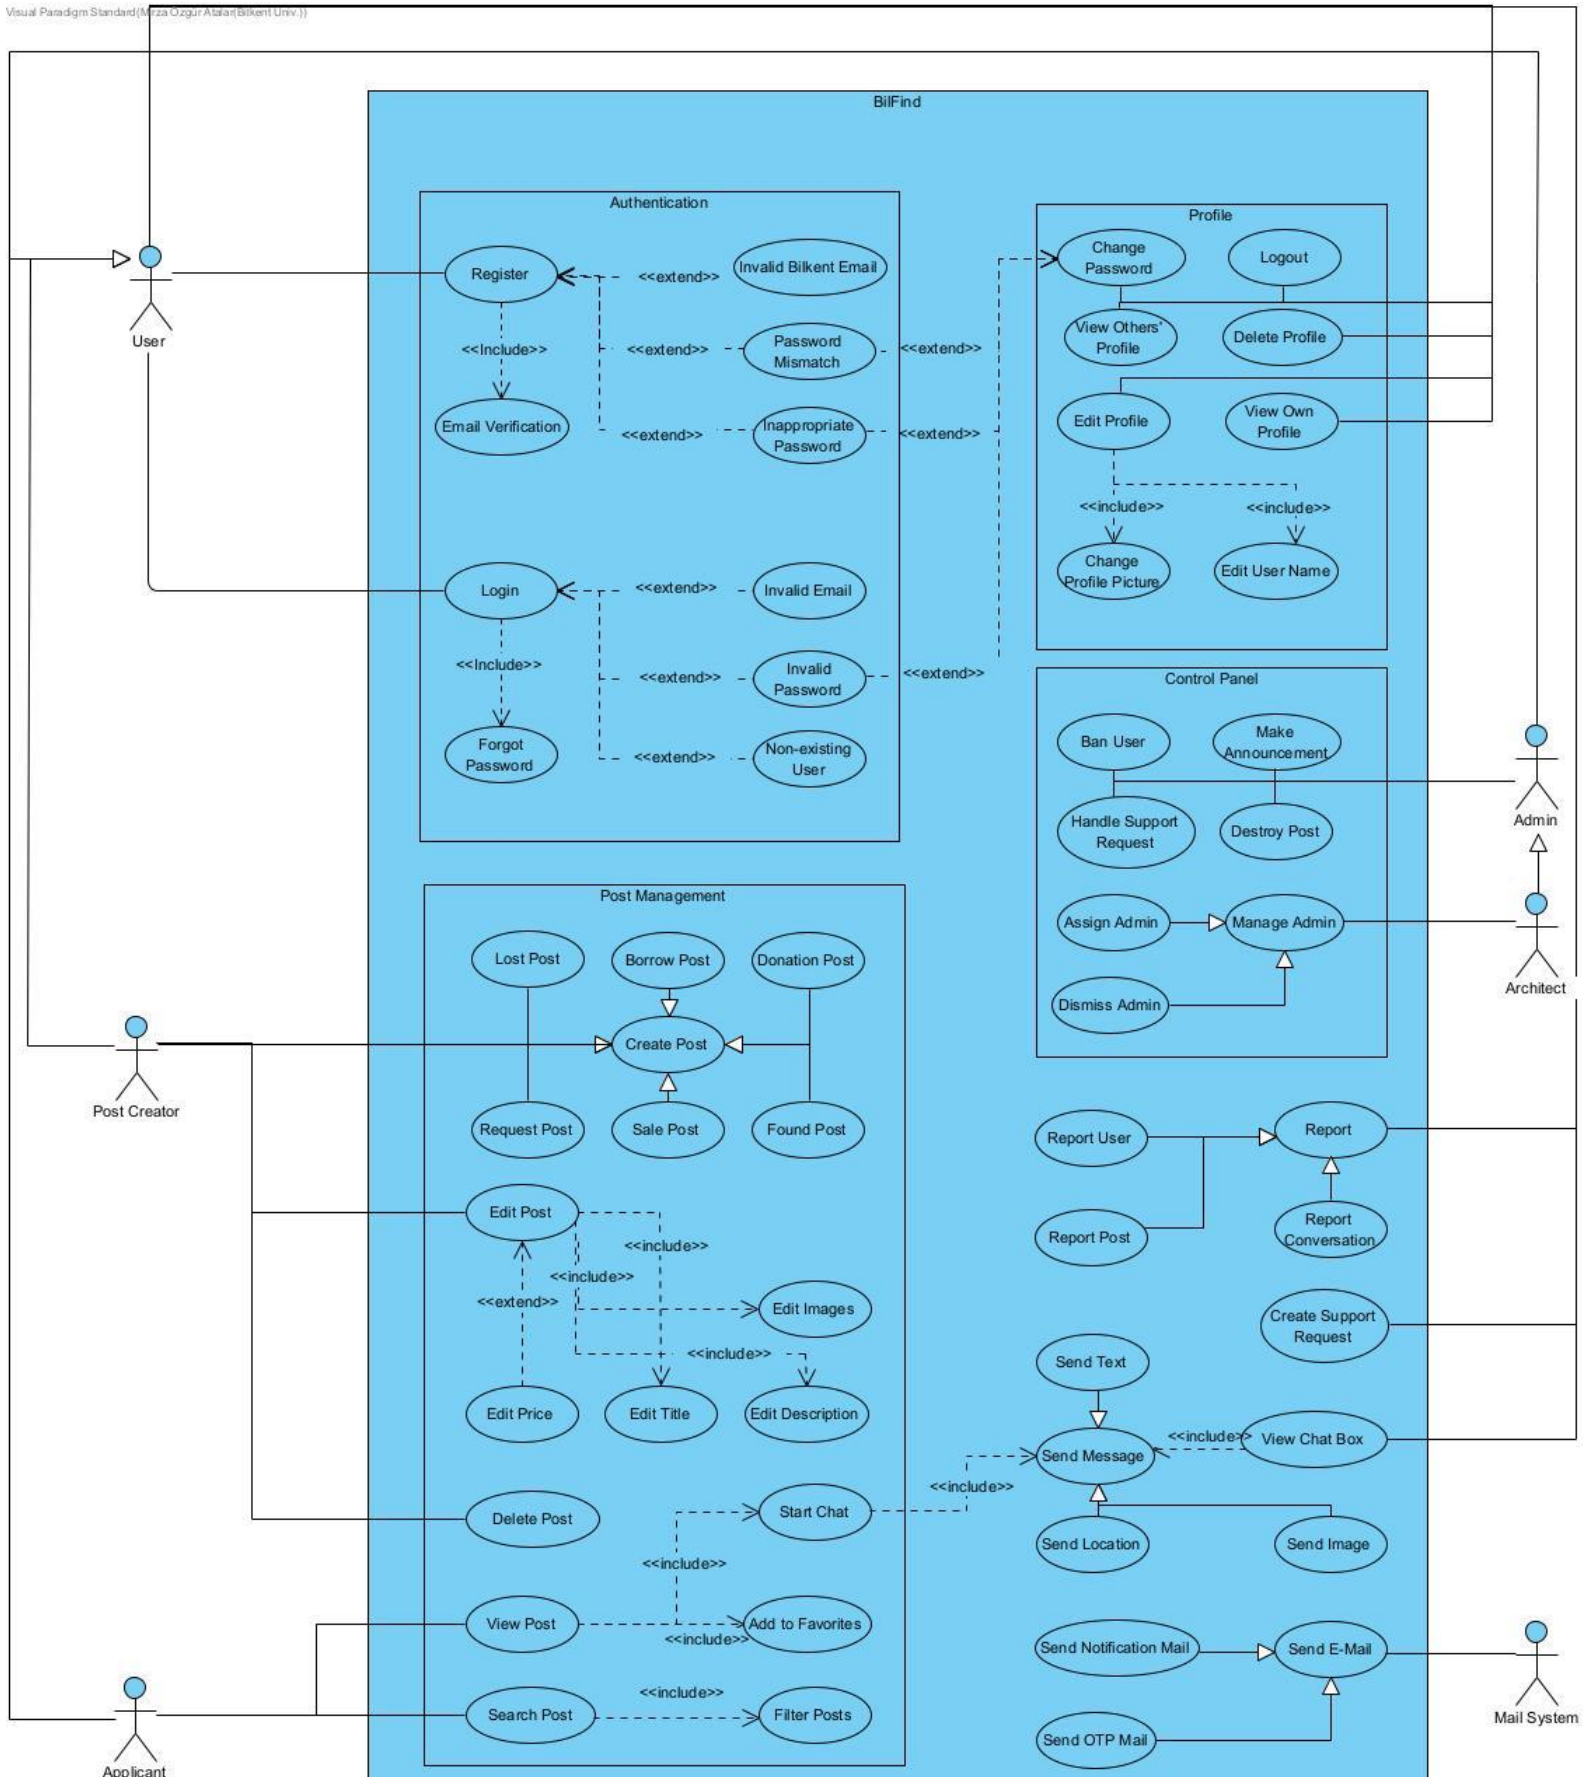 Visual Paradigm Standard(Mirza Özgür Atalar(Bilkent Univ.))
BilFind
Authentication
Register
<<extend>>
Invalid Bilkent Email
<<Include>>
<<extend>>
Password
Mismatch
<<extend>>
Email Verification
<<extend>>
Inappropriate
Password
<<extend>>
Login
<<extend>>
Invalid Email
<<Include>>
<<extend>>
Invalid
Password
<<extend>>
Forgot
Password
<<extend>>
Non-existing
User
Profile
Change
Password
Logout
View Others'
Profile
Delete Profile
Edit Profile
View Own
Profile
<<include>>
<<include>>
Change
Profile Picture
Edit User Name
User
Control Panel
Ban User
Make
Announcement
Handle Support
Request
Destroy Post
Assign Admin
Manage Admin
Dismiss Admin
Admin
Architect
Post Management
Lost Post
Borrow Post
Donation Post
Create Post
Request Post
Sale Post
Found Post
Post Creator
Edit Post
<<include>>
<<include>>
<<extend>>
Edit Images
<<include>>
Edit Price
Edit Title
Edit Description
Delete Post
Start Chat
<<include>>
<<include>>
View Post
Add to Favorites
<<include>>
<<include>>
Search Post
Filter Posts
Applicant
Report User
Report
Report Post
Report
Conversation
Create Support
Request
Send Text
Send Message
<<include>>
View Chat Box
Send Location
Send Image
Send Notification Mail
Send E-Mail
Send OTP Mail
Mail System